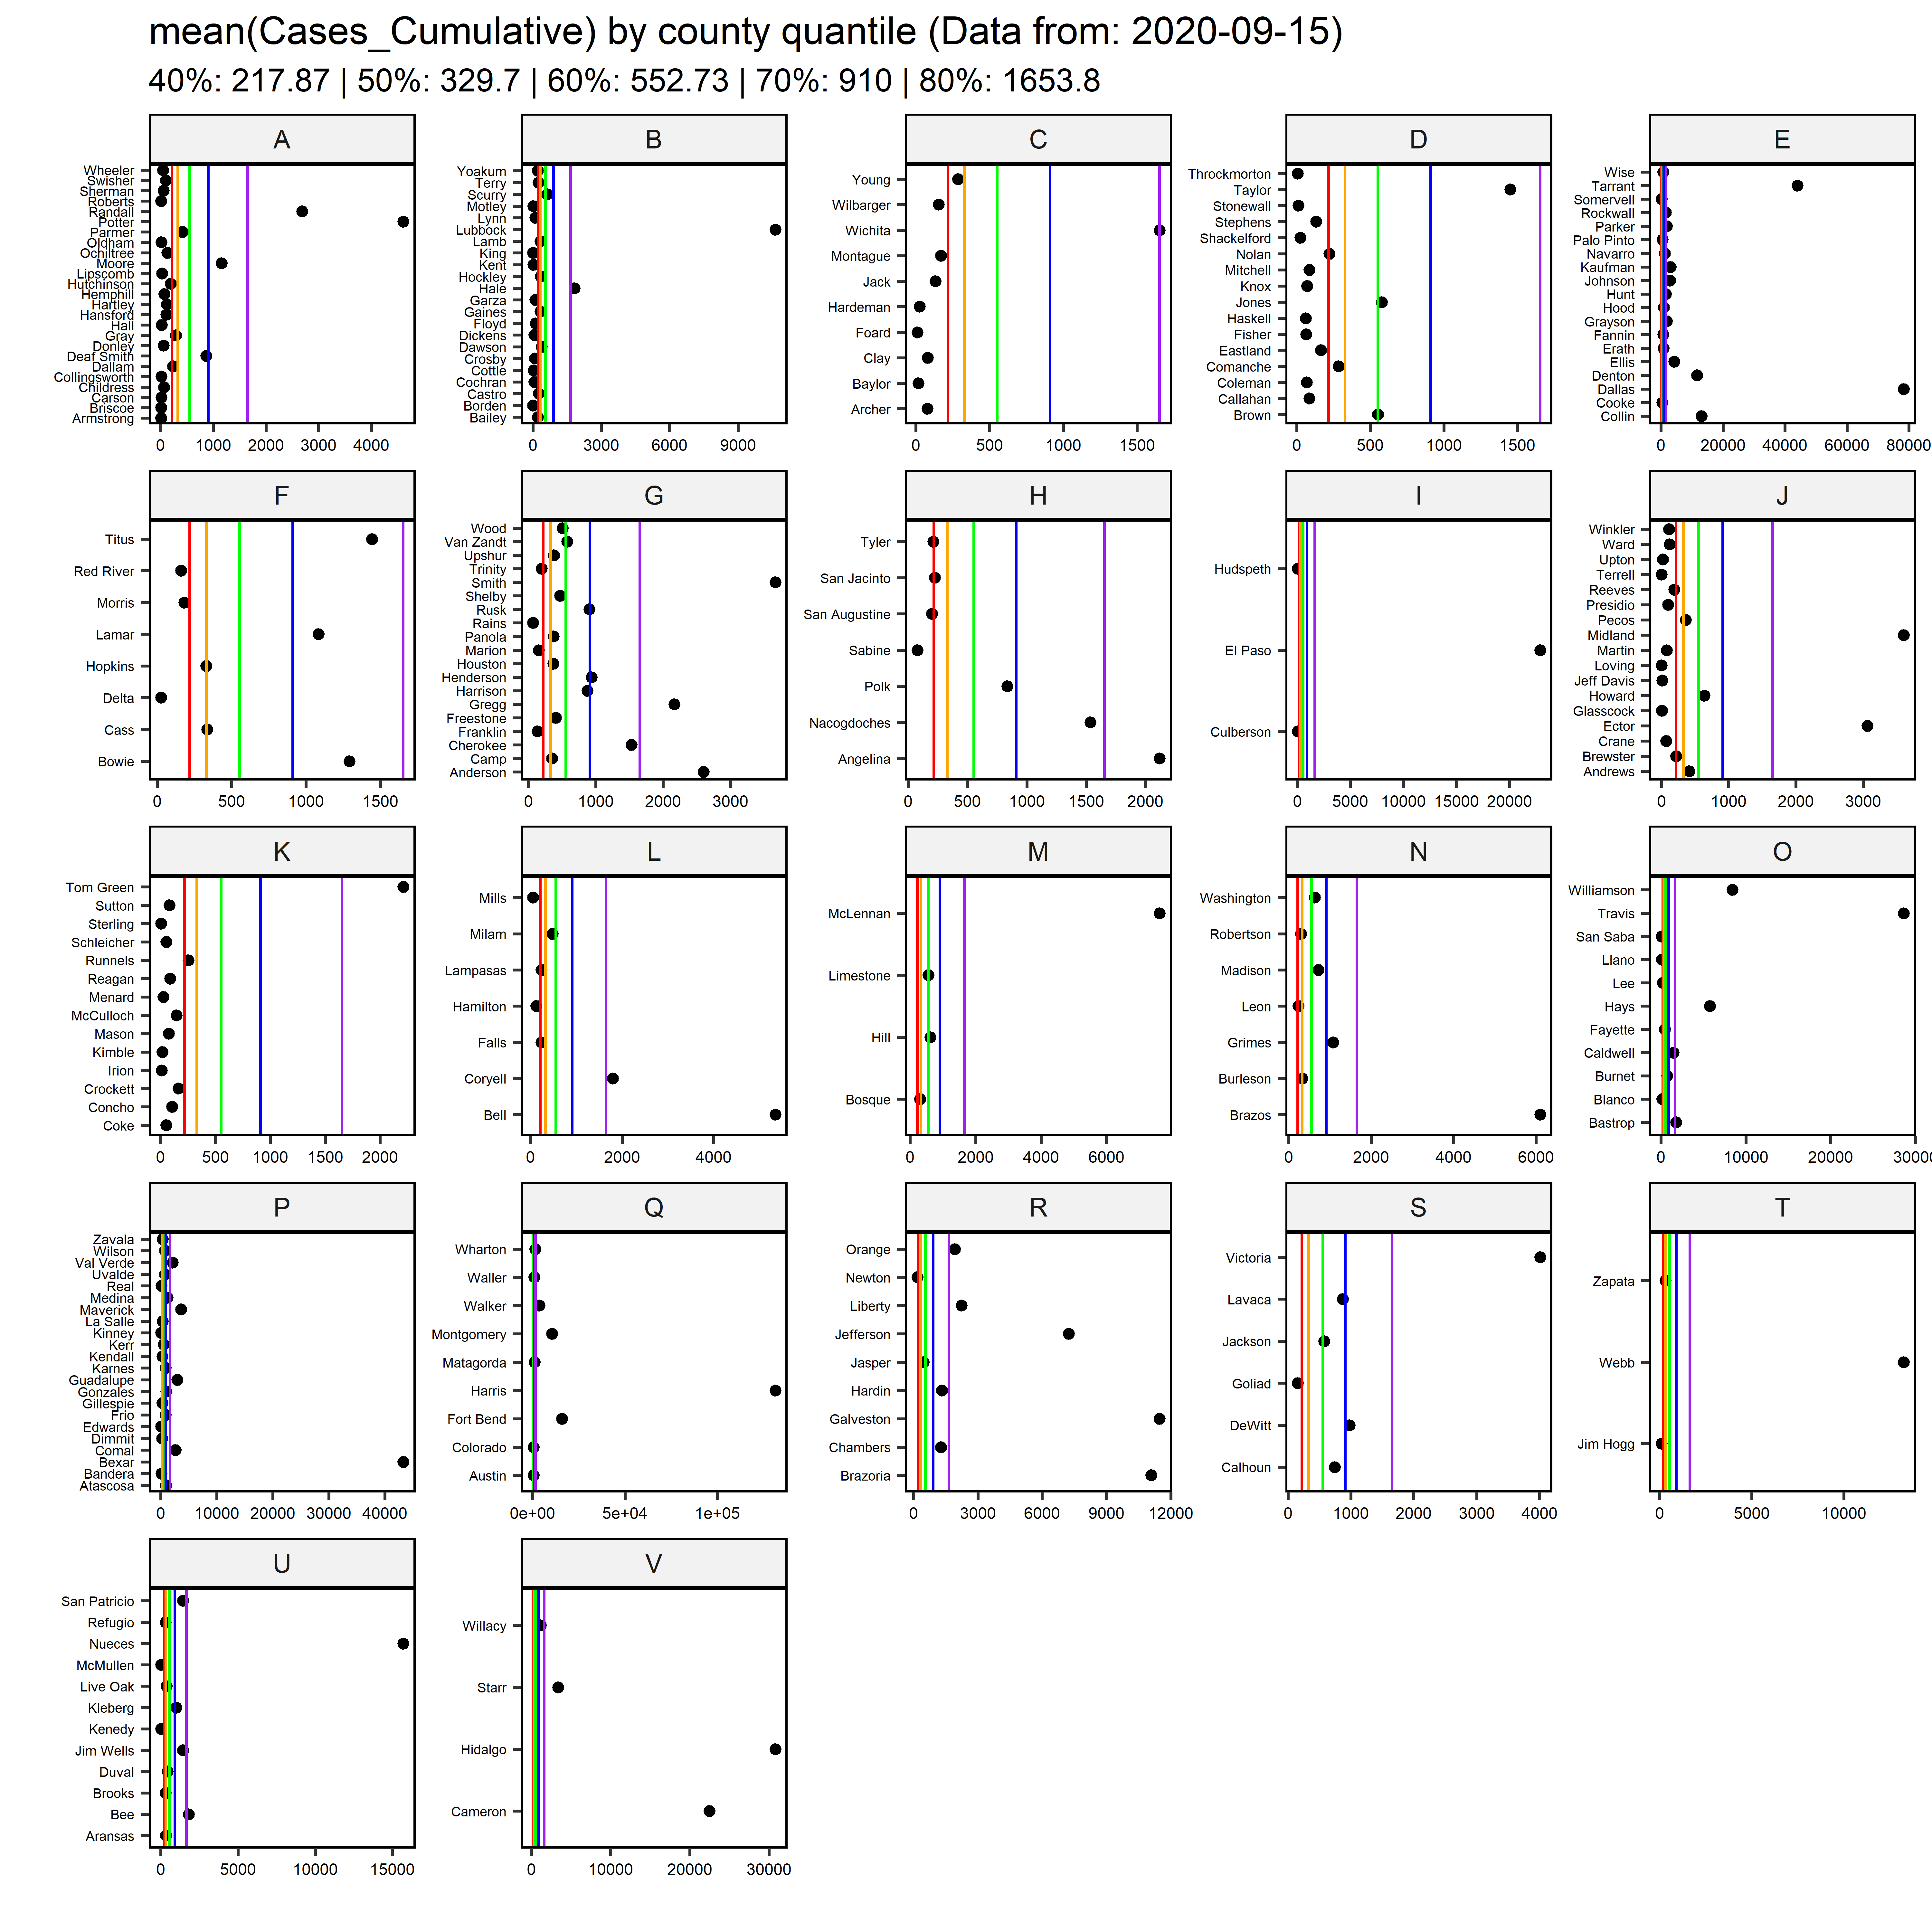 mean(Cases_Cumulative) by county quantile (Data from: 2020-09-15)
40%: 217.87 | 50%: 329.7 | 60%: 552.73 | 70%: 910 | 80%: 1653.8
A
Wheeler
Swisher
Sherman
Roberts
Randall
Potter
Parmer
Oldham
Ochiltree
Moore
Lipscomb
Hutchinson
Hemphill
Hartley
Hansford
Hall
Gray
Donley
Deaf Smith
Dallam
Collingsworth
Childress
Carson
Briscoe
Armstrong
0 1000 2000 3000 4000
B
Yoakum
Terry
Scurry
Motley
Lynn
Lubbock
Lamb
King
Kent
Hockley
Hale
Garza
Gaines
Floyd
Dickens
Dawson
Crosby
Cottle
Cochran
Castro
Borden
Bailey
0 3000 6000 9000
C
Young
Wilbarger
Wichita
Montague
Jack
Hardeman
Foard
Clay
Baylor
Archer
0 500 1000 1500
D
Throckmorton
Taylor
Stonewall
Stephens
Shackelford
Nolan
Mitchell
Knox
Jones
Haskell
Fisher
Eastland
Comanche
Coleman
Callahan
Brown
0 500 1000 1500
E
Wise
Tarrant
Somervell
Rockwall
Parker
Palo Pinto
Navarro
Kaufman
Johnson
Hunt
Hood
Grayson
Fannin
Erath
Ellis
Denton
Dallas
Cooke
Collin
0 20000 40000 60000 80000
F
Titus
Red River
Morris
Lamar
Hopkins
Delta
Cass
Bowie
0 500 1000 1500
G
Wood
Van Zandt
Upshur
Trinity
Smith
Shelby
Rusk
Rains
Panola
Marion
Houston
Henderson
Harrison
Gregg
Freestone
Franklin
Cherokee
Camp
Anderson
0 1000 2000 3000
H
Tyler
San Jacinto
San Augustine
Sabine
Polk
Nacogdoches
Angelina
0 500 1000 1500 2000
I
Hudspeth
El Paso
Culberson
0 5000 10000 15000 20000
J
Winkler
Ward
Upton
Terrell
Reeves
Presidio
Pecos
Midland
Martin
Loving
Jeff Davis
Howard
Glasscock
Ector
Crane
Brewster
Andrews
0 1000 2000 3000
K
Tom Green
Sutton
Sterling
Schleicher
Runnels
Reagan
Menard
McCulloch
Mason
Kimble
Irion
Crockett
Concho
Coke
0 500 1000 1500 2000
L
Mills
Milam
Lampasas
Hamilton
Falls
Coryell
Bell
0 2000 4000
M
McLennan
Limestone
Hill
Bosque
0 2000 4000 6000
N
Washington
Robertson
Madison
Leon
Grimes
Burleson
Brazos
0 2000 4000 6000
O
Williamson
Travis
San Saba
Llano
Lee
Hays
Fayette
Caldwell
Burnet
Blanco
Bastrop
0 10000 20000 30000
P
Zavala
Wilson
Val Verde
Uvalde
Real
Medina
Maverick
La Salle
Kinney
Kerr
Kendall
Karnes
Guadalupe
Gonzales
Gillespie
Frio
Edwards
Dimmit
Comal
Bexar
Bandera
Atascosa
0 10000 20000 30000 40000
Q
Wharton
Waller
Walker
Montgomery
Matagorda
Harris
Fort Bend
Colorado
Austin
0e+00 5e+04 1e+05
R
Orange
Newton
Liberty
Jefferson
Jasper
Hardin
Galveston
Chambers
Brazoria
0 3000 6000 9000 12000
S
Victoria
Lavaca
Jackson
Goliad
DeWitt
Calhoun
0 1000 2000 3000 4000
T
Zapata
Webb
Jim Hogg
0 5000 10000
U
San Patricio
Refugio
Nueces
McMullen
Live Oak
Kleberg
Kenedy
Jim Wells
Duval
Brooks
Bee
Aransas
0 5000 10000 15000
V
Willacy
Starr
Hidalgo
Cameron
0 10000 20000 30000